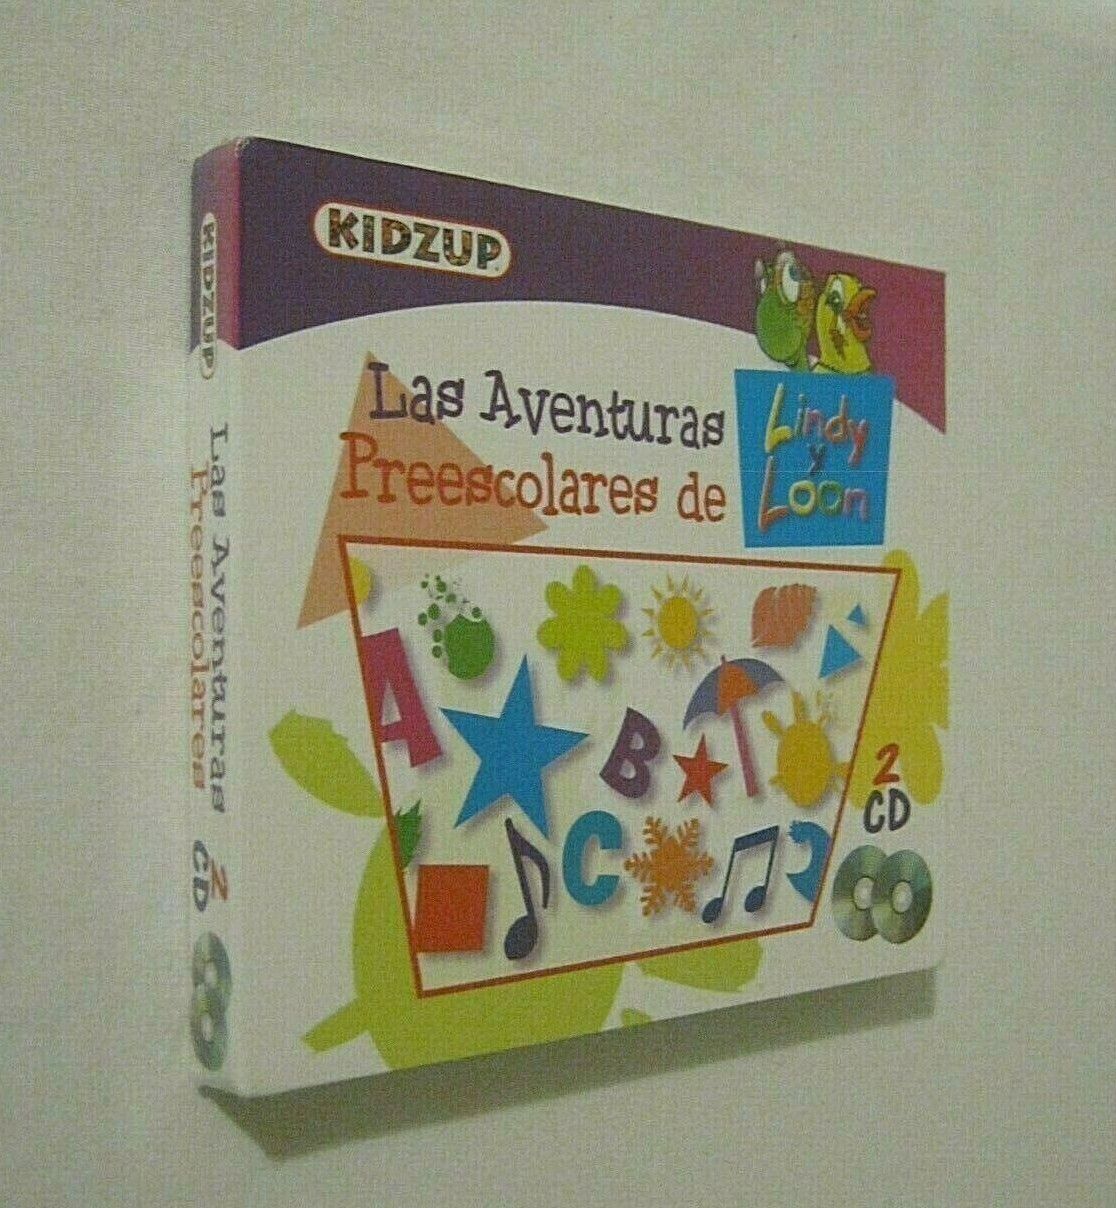 KIDZUP
Las Aventuras
Preescolares de
Lindy
y
Loon
A
B
C
2
CD
KIDZUP
Las Aventuras
Preescolares
2
CD